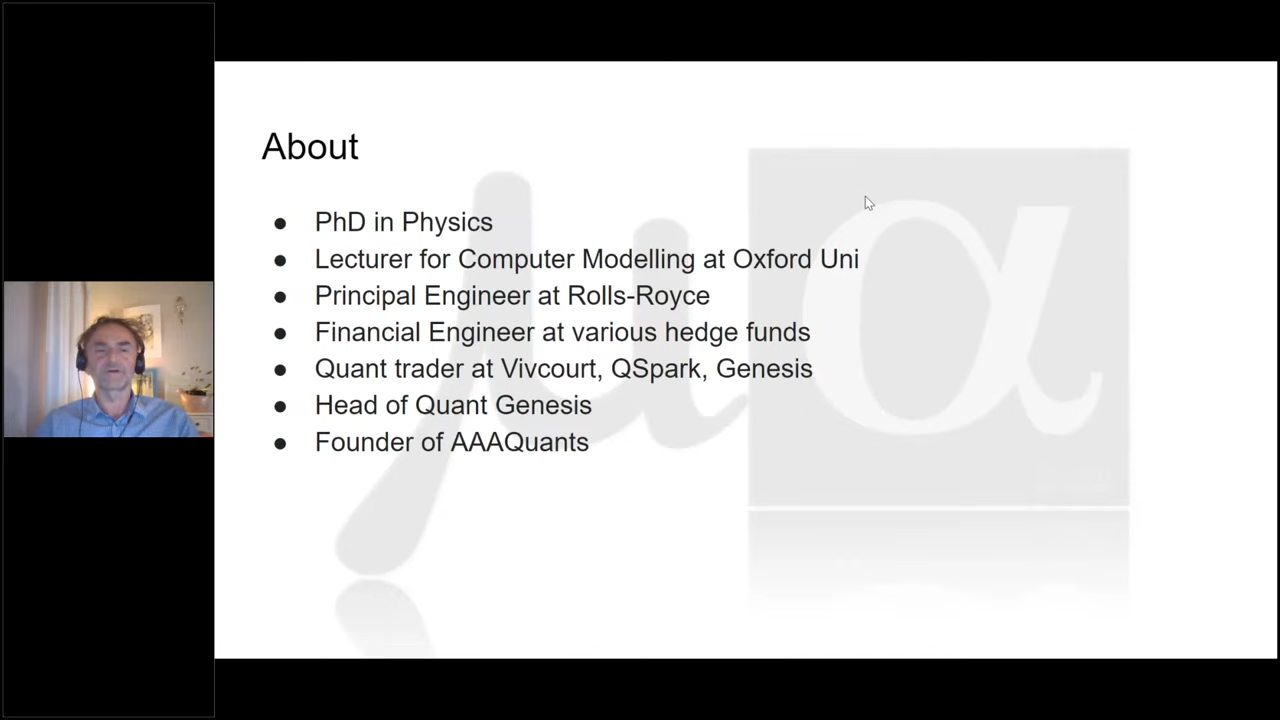 About
● PhD in Physics
● Lecturer for Computer Modelling at Oxford Uni
● Principal Engineer at Rolls-Royce
● Financial Engineer at various hedge funds
● Quant trader at Vivcourt, QSpark, Genesis
● Head of Quant Genesis
● Founder of AAAQuants
μ α